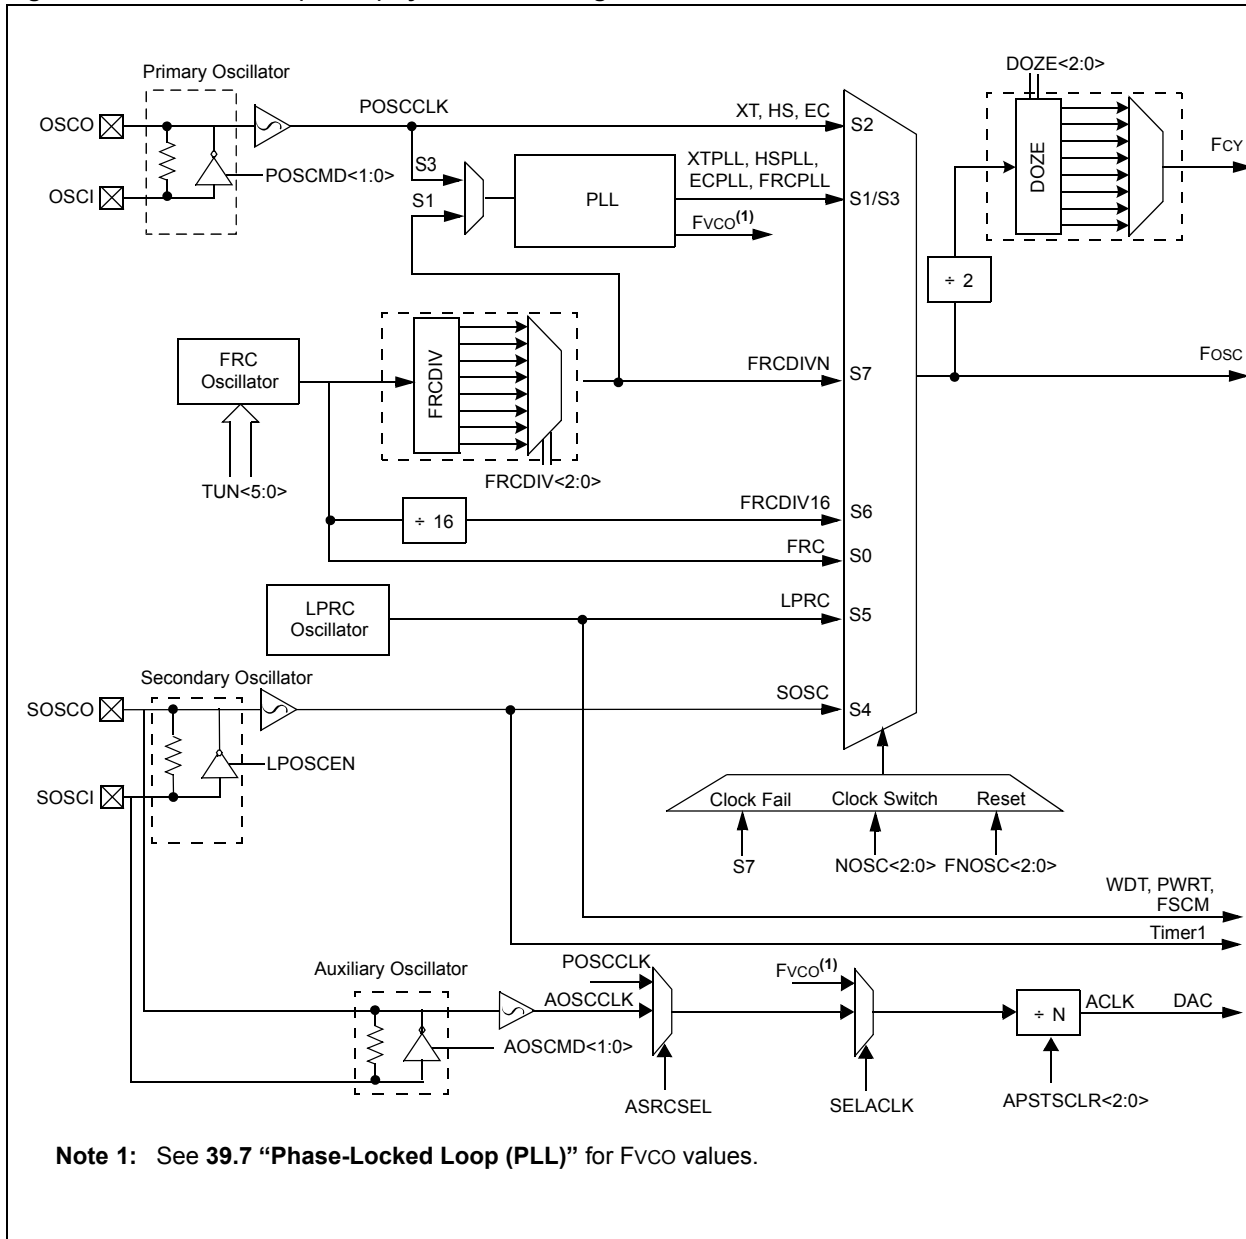 DOZE<2:0>
Primary Oscillator
POSCCLK
XT, HS, EC
OSCO
S2
DOZE
FCY
S3
XTPLL, HSPLL,
ECPLL, FRCPLL
POSCMD<1:0>
OSCI
S1
PLL
S1/S3
FVCO(1)
÷ 2
FRC
Oscillator
FRCDIV
FRCDIVN
S7
FOSC
TUN<5:0>
FRCDIV<2:0>
÷ 16
FRCDIV16
S6
FRC
S0
LPRC
Oscillator
LPRC
S5
Secondary Oscillator
SOSCO
SOSC
S4
LPOSCEN
SOSCI
Clock Fail
Clock Switch
Reset
S7
NOSC<2:0>
FNOSC<2:0>
WDT, PWRT,
FSCM
Timer1
Auxiliary Oscillator
POSCCLK
FVCO(1)
AOSCCLK
÷ N
ACLK
DAC
AOSCMD<1:0>
ASRCSEL
SELACLK
APSTSCLR<2:0>
Note 1: See 39.7 “Phase-Locked Loop (PLL)” for FVCO values.